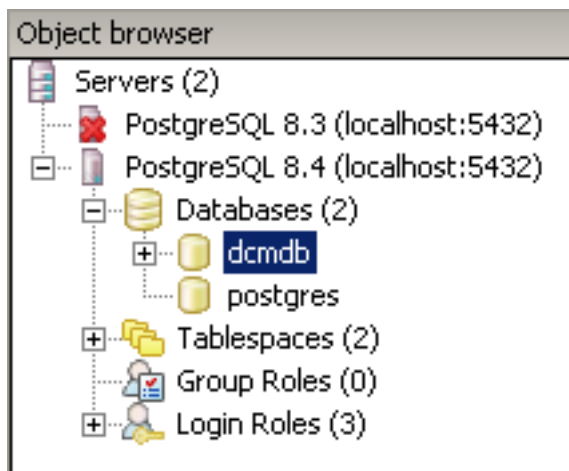 Object browser
Servers (2)
PostgreSQL 8.3 (localhost:5432)
PostgreSQL 8.4 (localhost:5432)
Databases (2)
dcmdb
postgres
Tablespaces (2)
Group Roles (0)
Login Roles (3)